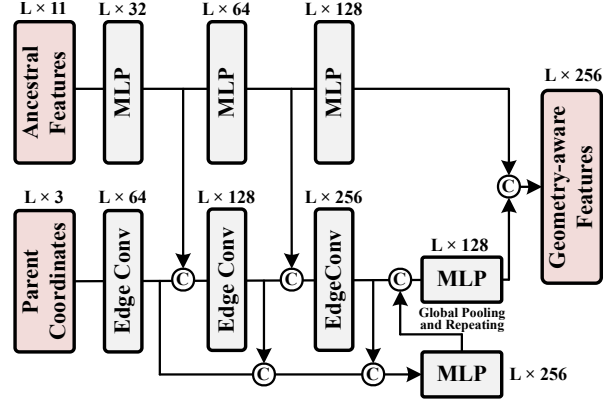 L × 11
L × 32
L × 64
L × 128
Ancestral
Features
MLP
MLP
MLP
L × 256
Geometry-aware
Features
C
L × 3
L × 64
L × 128
L × 256
Parent
Coordinates
Edge Conv
C
Edge Conv
C
EdgeConv
C
L × 128
MLP
Global Pooling
and Repeating
C
C
MLP
L × 256